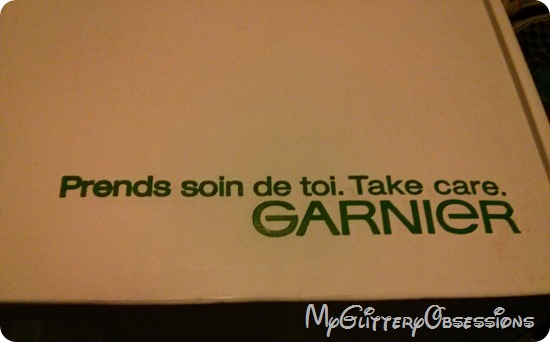 Prends soin de toi. Take care.
GARNIER
MyGlitteryObsessions